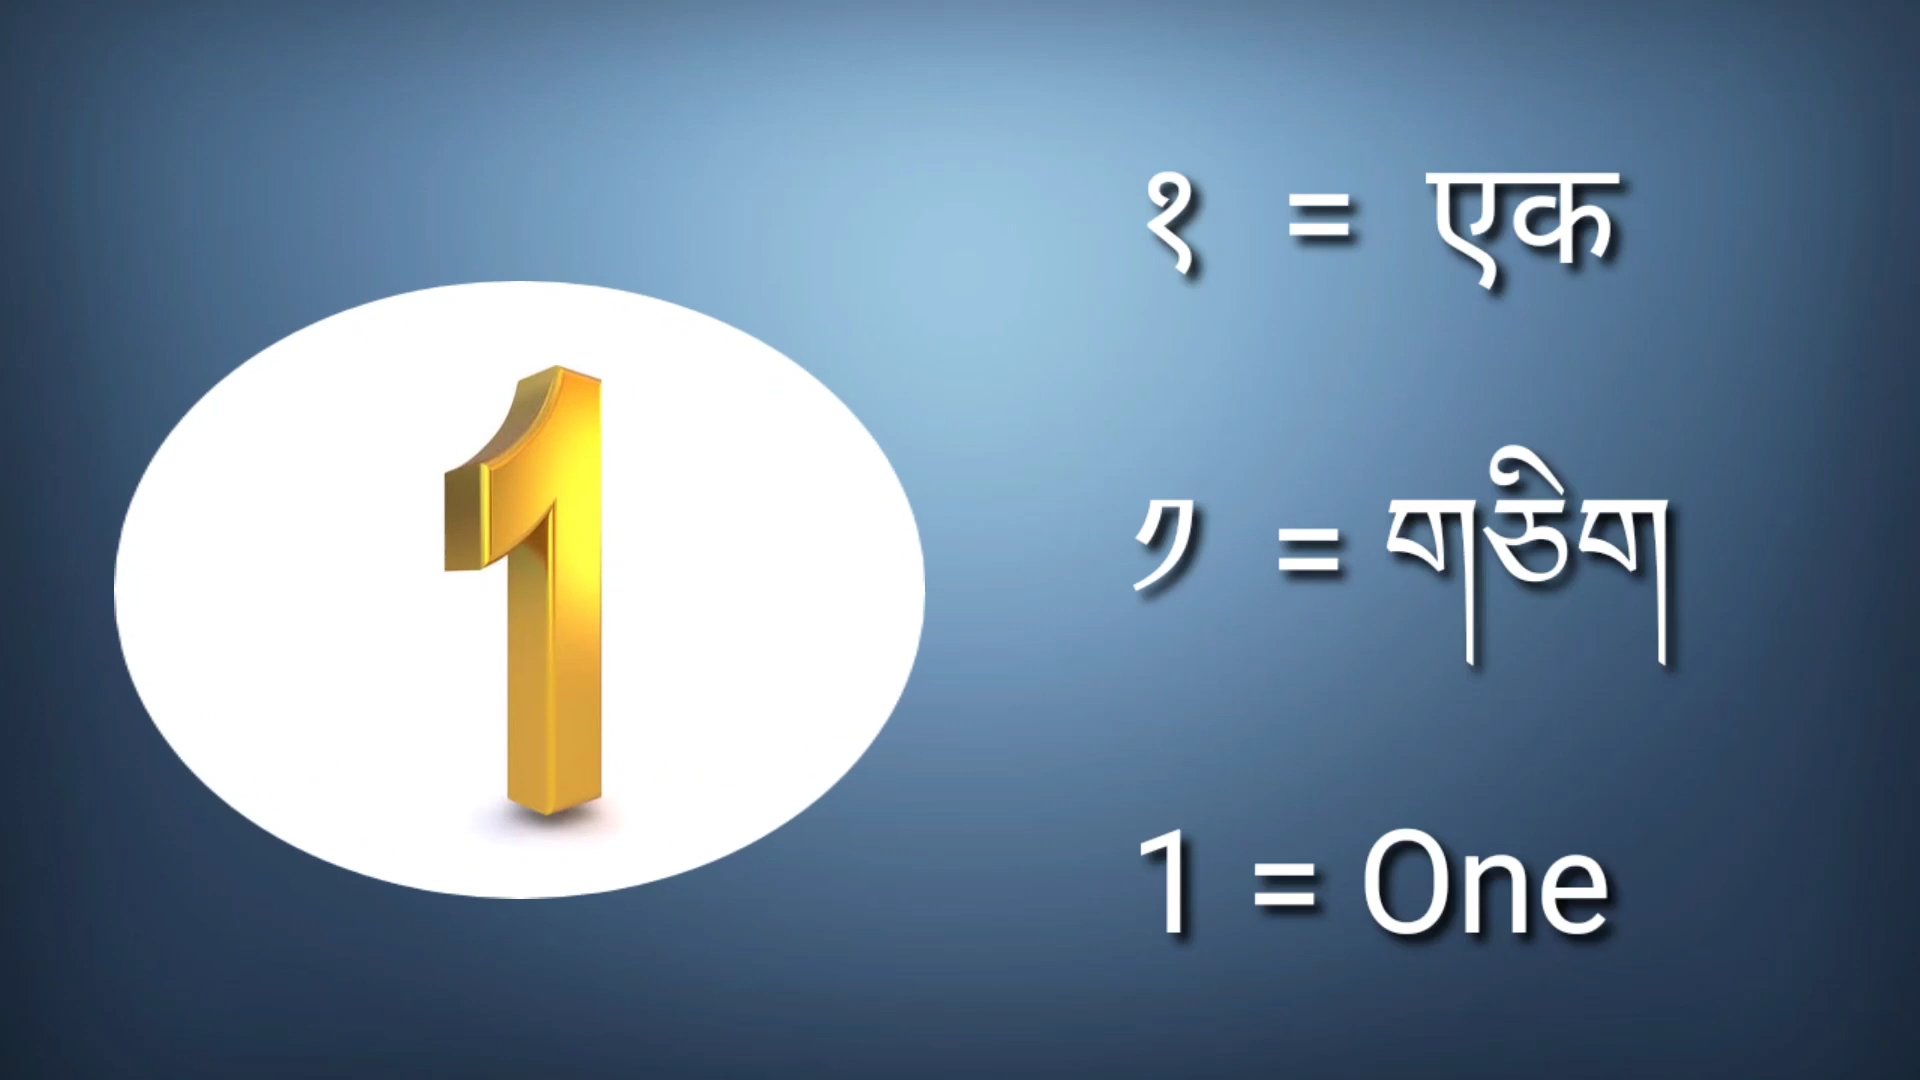 1
१ = एक
༡ = གཅིག
1 = One